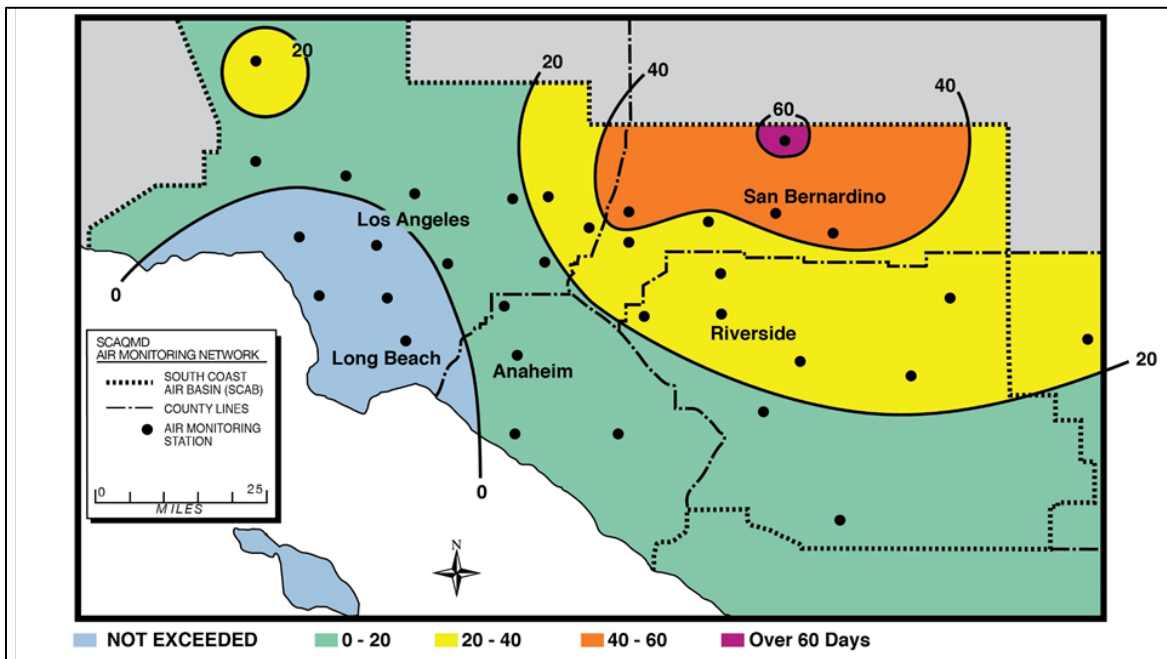 20
20
40
60
40
San Bernardino
Los Angeles
0
Riverside
Long Beach
Anaheim
20
0
SCAQMD
AIR MONITORING NETWORK
SOUTH COAST
AIR BASIN (SCAB)
COUNTY LINES
AIR MONITORING
STATION
0 25
MILES
N
NOT EXCEEDED 0 - 20 20 - 40 40 - 60 Over 60 Days